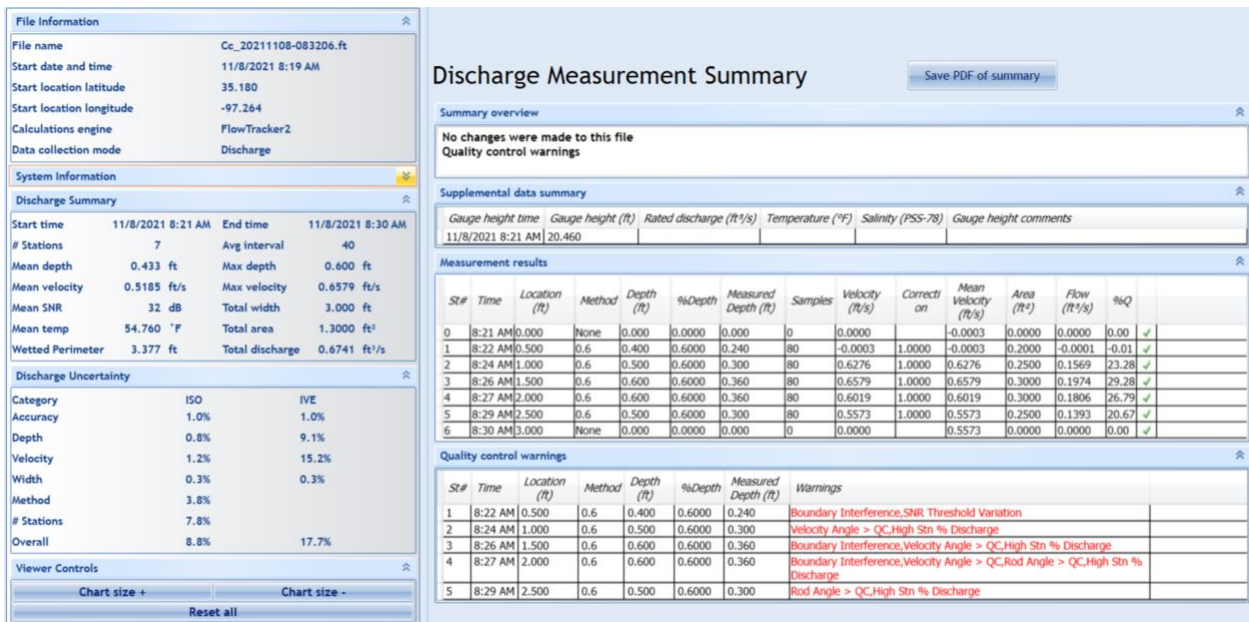 File Information
File name Cc_20211108-083206.ft
Start date and time 11/8/2021 8:19 AM
Start location latitude 35.180
Start location longitude -97.264
Calculations engine FlowTracker2
Data collection mode Discharge
System Information
Discharge Summary
Start time 11/8/2021 8:21 AM End time 11/8/2021 8:30 AM
# Stations 7 Avg interval 40
Mean depth 0.433 ft Max depth 0.600 ft
Mean velocity 0.5185 ft/s Max velocity 0.6579 ft/s
Mean SNR 32 dB Total width 3.000 ft
Mean temp 54.760 °F Total area 1.3000 ft²
Wetted Perimeter 3.377 ft Total discharge 0.6741 ft³/s
Discharge Uncertainty
Category ISO IVE
Accuracy 1.0% 1.0%
Depth 0.8% 9.1%
Velocity 1.2% 15.2%
Width 0.3% 0.3%
Method 3.8%
# Stations 7.8%
Overall 8.8% 17.7%
Viewer Controls
Chart size + Chart size -
Reset all
Discharge Measurement Summary
Save PDF of summary
Summary overview
No changes were made to this file
Quality control warnings
Supplemental data summary
Gauge height time Gauge height (ft) Rated discharge (ft³/s) Temperature (°F) Salinity (PSS-78) Gauge height comments
11/8/2021 8:21 AM 20.460
Measurement results
St# Time Location (ft) Method Depth (ft) %Depth Measured Depth (ft) Samples Velocity (ft/s) Correcti on Mean Velocity (ft/s) Area (ft²) Flow (ft³/s) %Q
0 8:21 AM 0.000 None 0.000 0.0000 0.000 0 0.0000 -0.0003 0.0000 0.0000 0.00 ✓
1 8:22 AM 0.500 0.6 0.400 0.6000 0.240 80 -0.0003 1.0000 -0.0003 0.2000 -0.0001 -0.01 ✓
2 8:24 AM 1.000 0.6 0.500 0.6000 0.300 80 0.6276 1.0000 0.6276 0.2500 0.1569 23.28 ✓
3 8:26 AM 1.500 0.6 0.600 0.6000 0.360 80 0.6579 1.0000 0.6579 0.3000 0.1974 29.28 ✓
4 8:27 AM 2.000 0.6 0.600 0.6000 0.360 80 0.6019 1.0000 0.6019 0.3000 0.1806 26.79 ✓
5 8:29 AM 2.500 0.6 0.500 0.6000 0.300 80 0.5573 1.0000 0.5573 0.2500 0.1393 20.67 ✓
6 8:30 AM 3.000 None 0.000 0.0000 0.000 0 0.0000 0.5573 0.0000 0.0000 0.00 ✓
Quality control warnings
St# Time Location (ft) Method Depth (ft) %Depth Measured Depth (ft) Warnings
1 8:22 AM 0.500 0.6 0.400 0.6000 0.240 Boundary Interference,SNR Threshold Variation
2 8:24 AM 1.000 0.6 0.500 0.6000 0.300 Velocity Angle > QC,High Stn % Discharge
3 8:26 AM 1.500 0.6 0.600 0.6000 0.360 Boundary Interference,Velocity Angle > QC,High Stn % Discharge
4 8:27 AM 2.000 0.6 0.600 0.6000 0.360 Boundary Interference,Velocity Angle > QC,Rod Angle > QC,High Stn %
Discharge
5 8:29 AM 2.500 0.6 0.500 0.6000 0.300 Rod Angle > QC,High Stn % Discharge